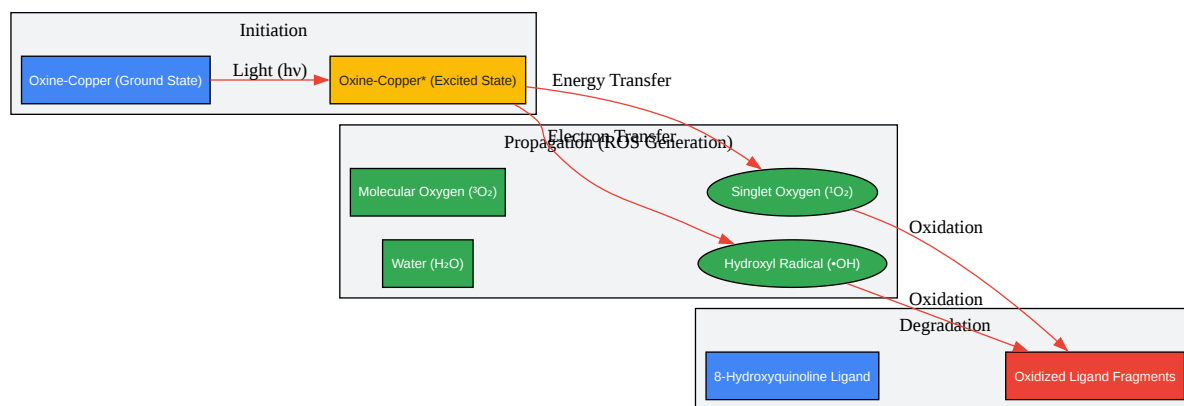 Initiation
Oxine-Copper (Ground State)
Light (hν)
Oxine-Copper* (Excited State)
Energy Transfer
Electron Transfer
Propagation (ROS Generation)
Molecular Oxygen (³O₂)
Singlet Oxygen (¹O₂)
Oxidation
Water (H₂O)
Hydroxyl Radical (•OH)
Oxidation
Degradation
8-Hydroxyquinoline Ligand
Oxidized Ligand Fragments